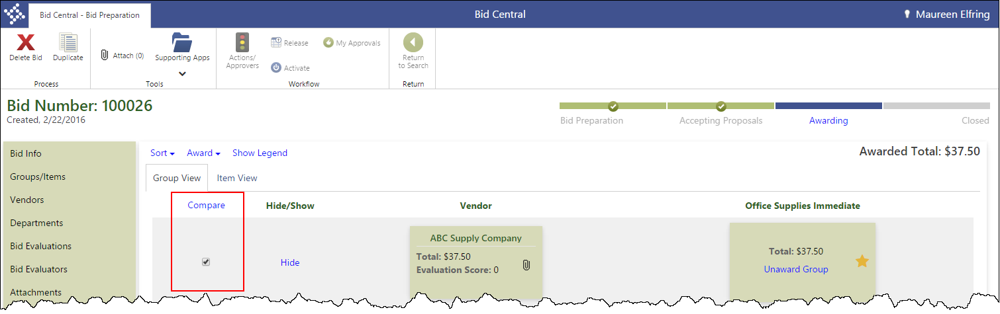 Bid Central - Bid Preparation
Bid Central
Maureen Elfring
Delete Bid
Duplicate
Process
Attach (0)
Supporting Apps
Tools
Actions/
Approvers
Release
My Approvals
Activate
Workflow
Return
to Search
Return
Bid Number: 100026
Created, 2/22/2016
Bid Preparation
Accepting Proposals
Awarding
Closed
Bid Info
Groups/Items
Vendors
Departments
Bid Evaluations
Bid Evaluators
Attachments
Sort
Award
Show Legend
Awarded Total: $37.50
Group View
Item View
Compare
Hide/Show
Vendor
Office Supplies Immediate
Hide
ABC Supply Company
Total: $37.50
Evaluation Score: 0
Total: $37.50
Unaward Group